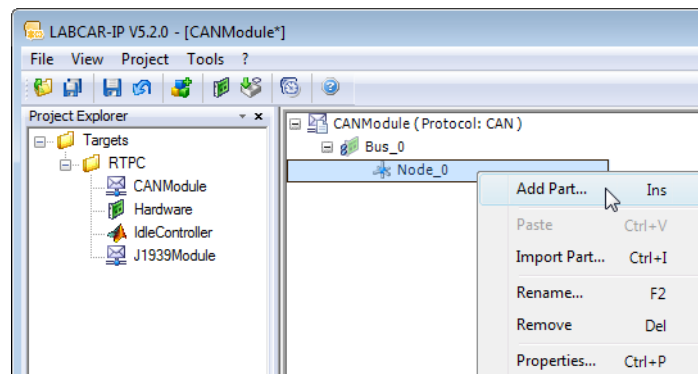 LABCAR-IP V5.2.0 - [CANModule*]
File View Project Tools ?
Project Explorer
Targets
RTPC
CANModule
Hardware
IdleController
J1939Module
CANModule ( Protocol: CAN )
Bus_0
Node_0
Add Part... Ins
Paste Ctrl+V
Import Part... Ctrl+I
Rename... F2
Remove Del
Properties... Ctrl+P